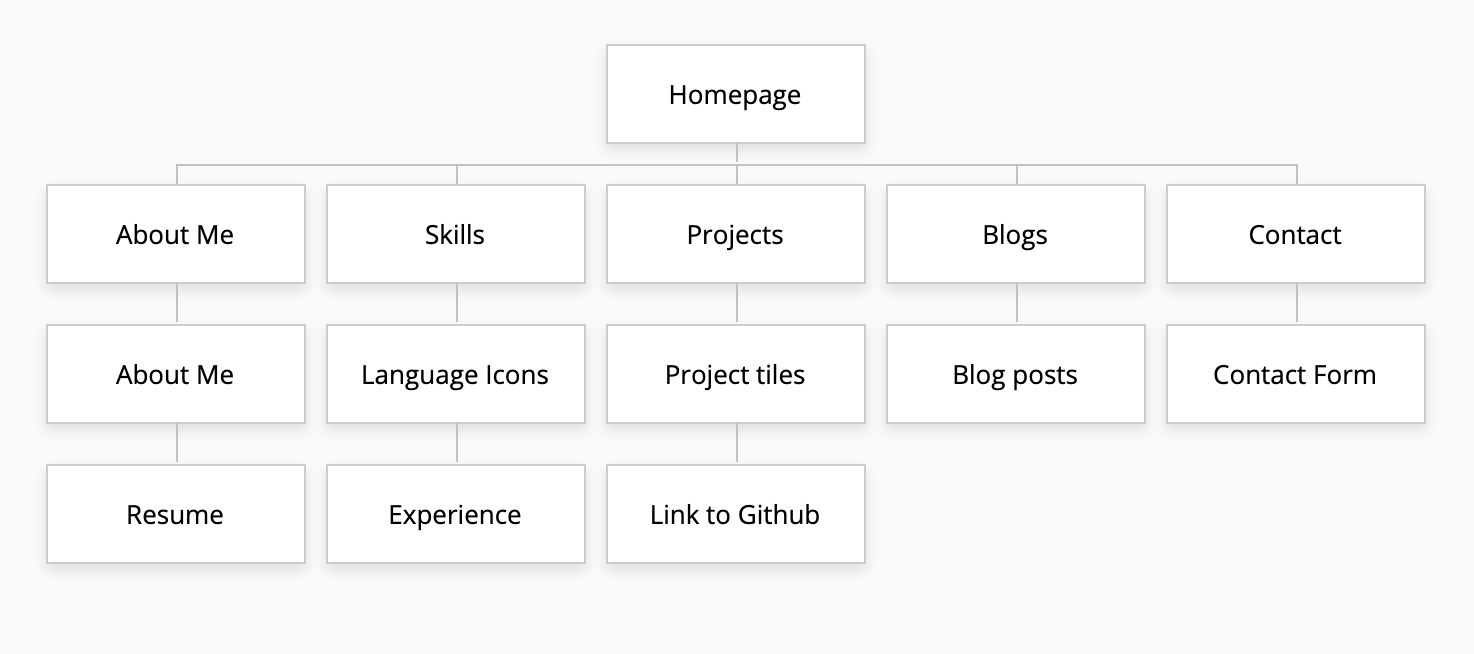 Homepage
About Me
Skills
Projects
Blogs
Contact
About Me
Language Icons
Project tiles
Blog posts
Contact Form
Resume
Experience
Link to Github